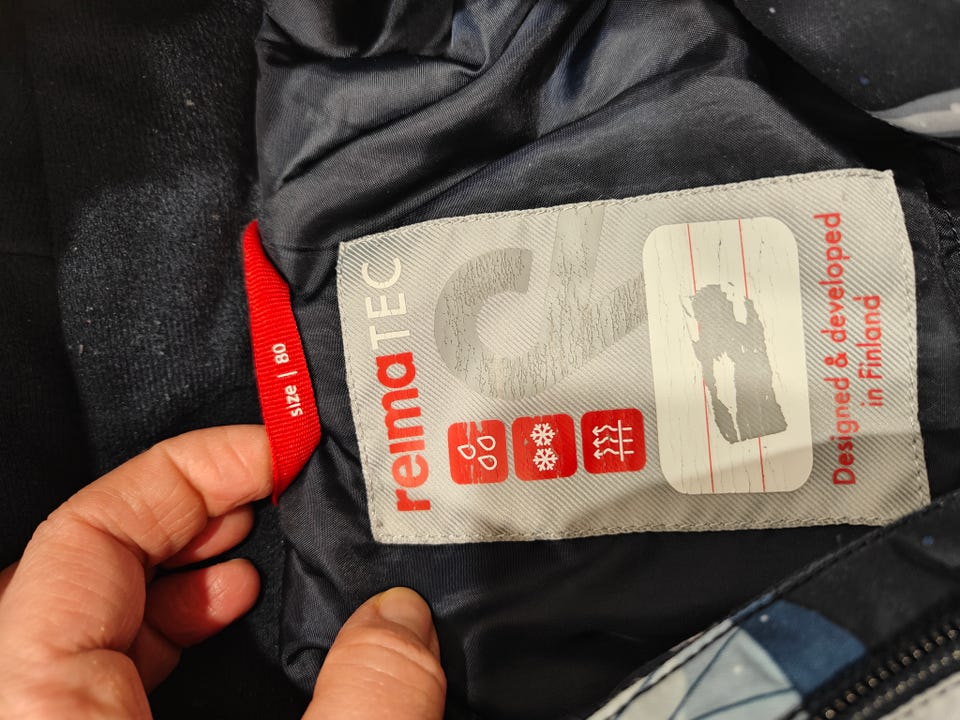 size | 80
reimaTEC
Designed & developed
in Finland